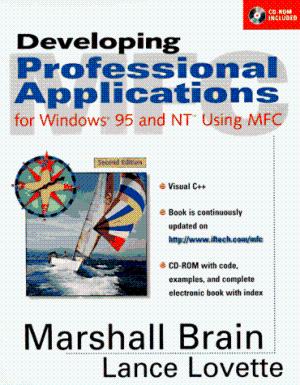 CD-ROM
INCLUDED
MFC
Developing
Professional
Applications
for Windows® 95 and NT™ Using MFC
Second Edition
Visual C++
Book is continuously
updated on
http://www.iftech.com/mfc
CD-ROM with code,
examples, and complete
electronic book with index
Marshall Brain
Lance Lovette